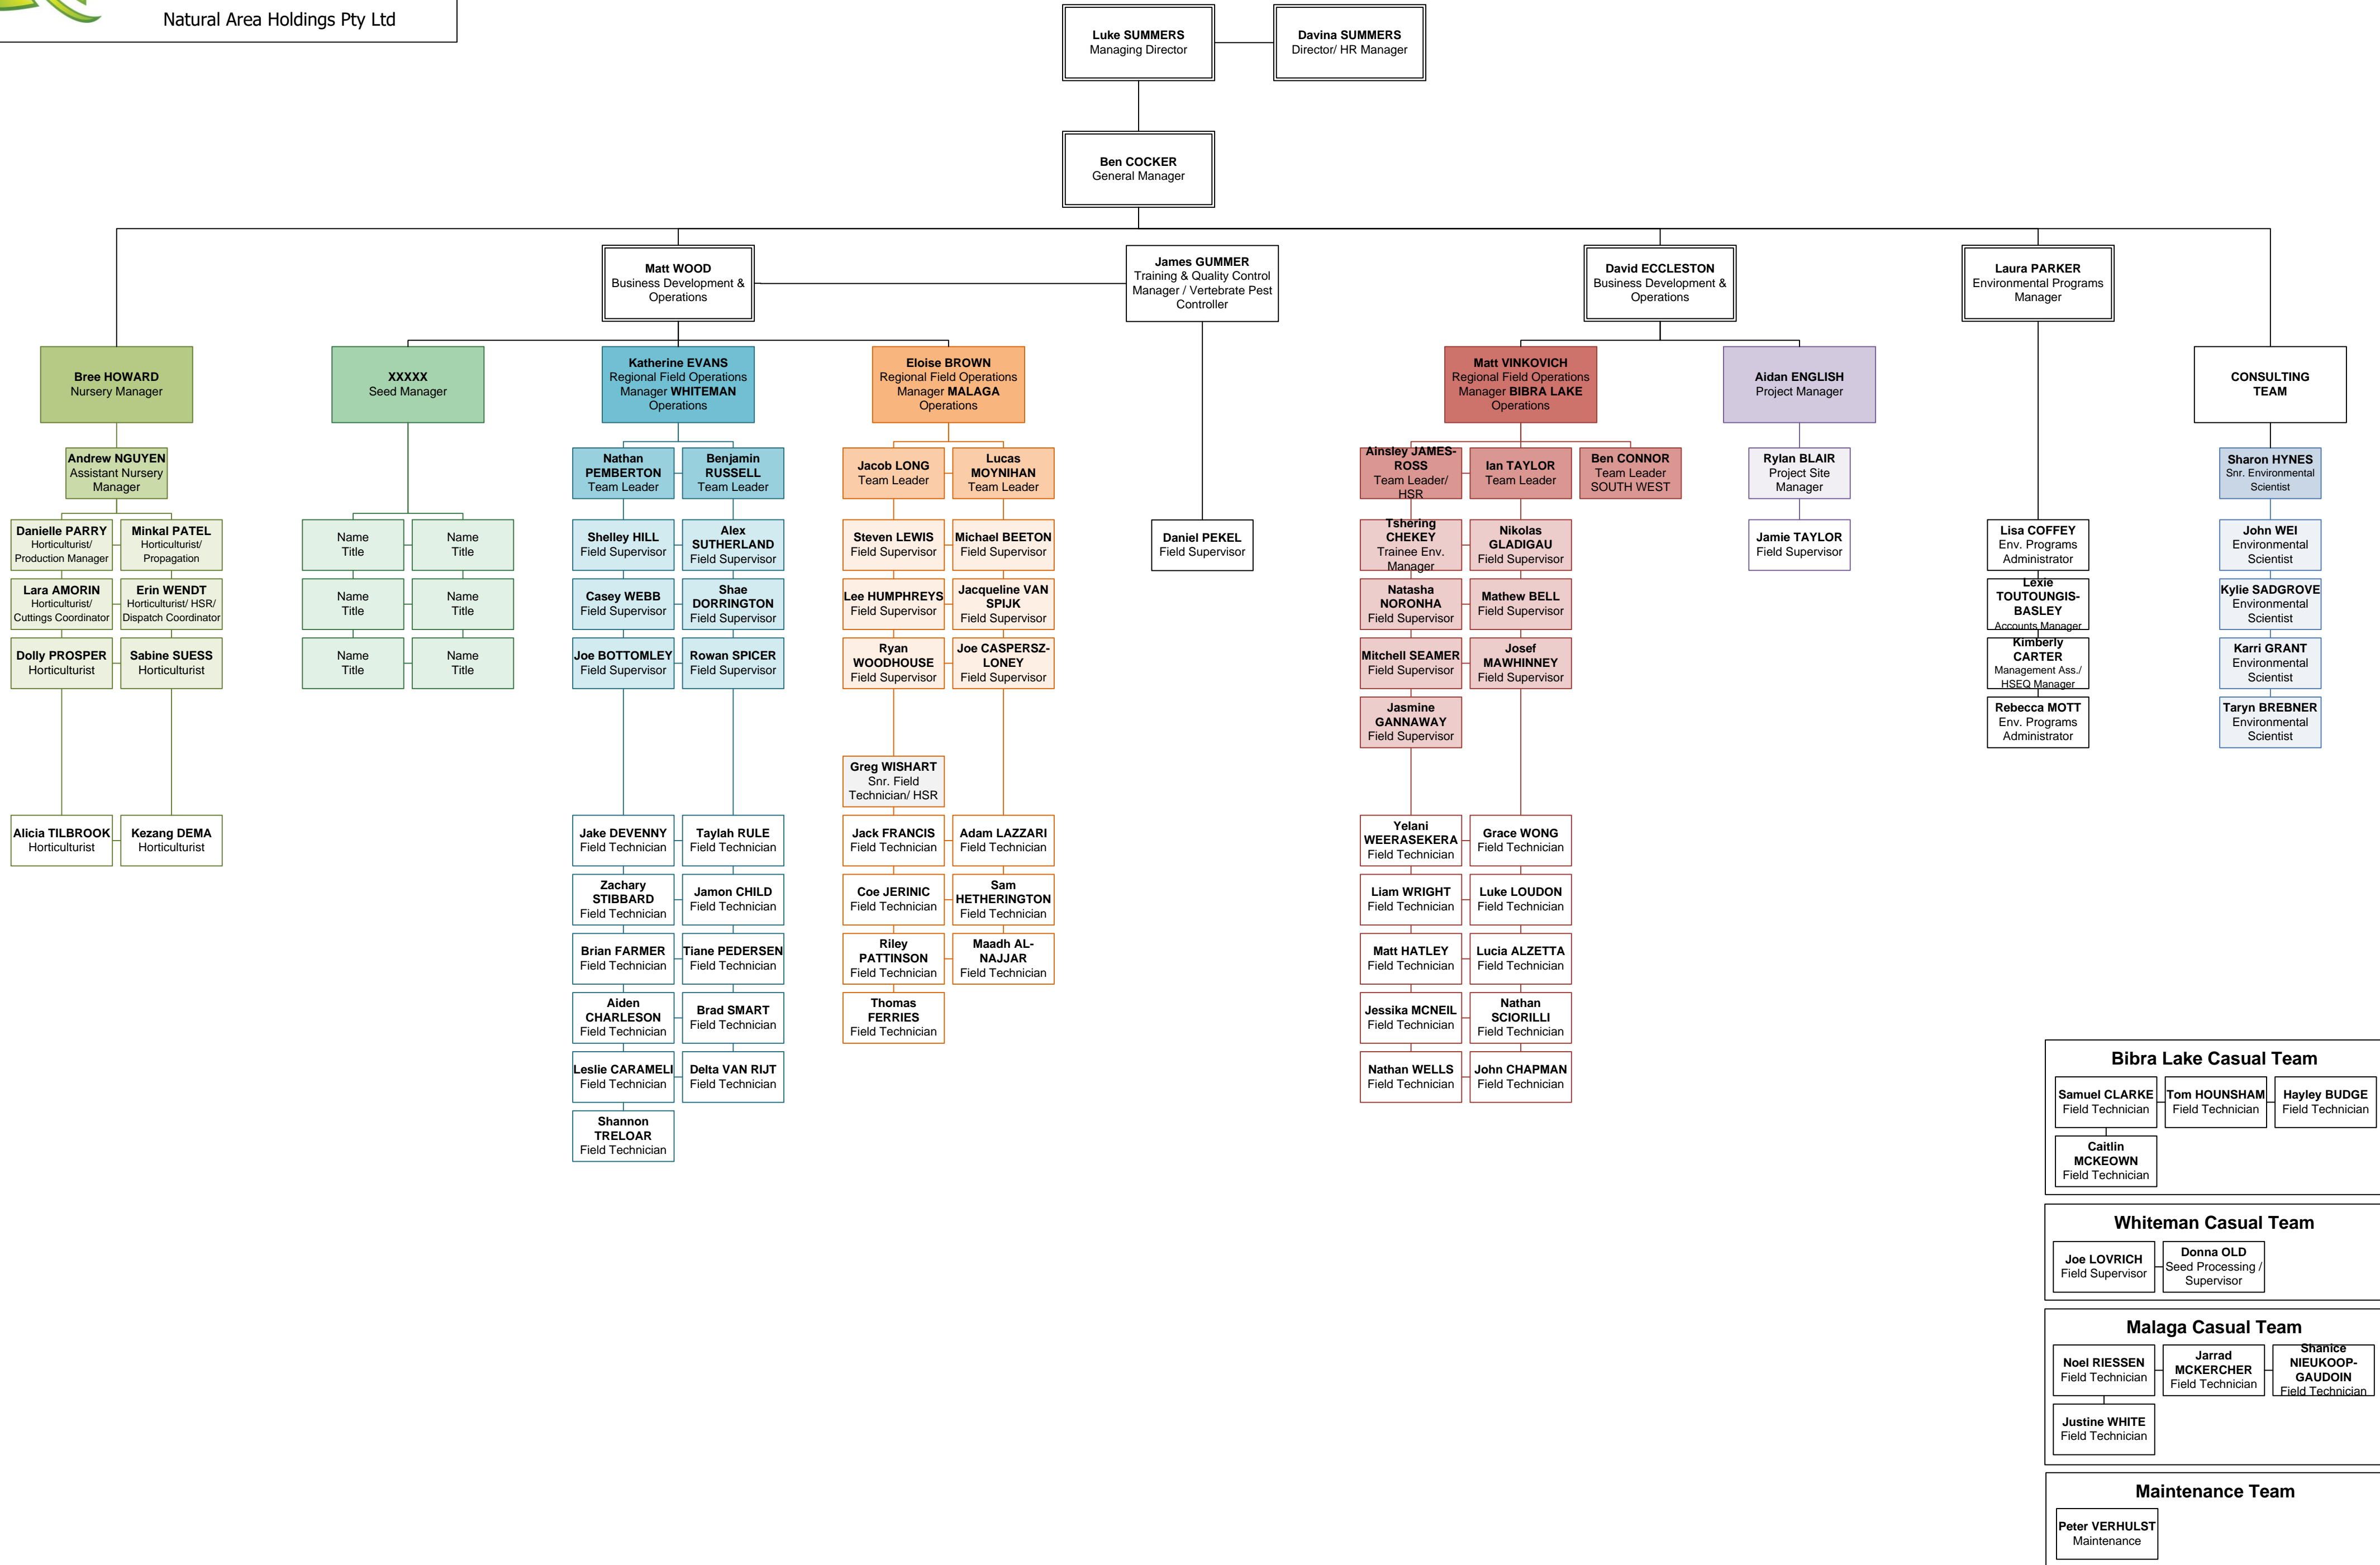 Natural Area Holdings Pty Ltd
Luke SUMMERS
Managing Director
Davina SUMMERS
Director/ HR Manager
Ben COCKER
General Manager
Matt WOOD
Business Development &
Operations
James GUMMER
Training & Quality Control
Manager / Vertebrate Pest
Controller
David ECCLESTON
Business Development &
Operations
Laura PARKER
Environmental Programs
Manager
Bree HOWARD
Nursery Manager
XXXXX
Seed Manager
Katherine EVANS
Regional Field Operations
Manager WHITEMAN
Operations
Eloise BROWN
Regional Field Operations
Manager MALAGA
Operations
Matt VINKOVICH
Regional Field Operations
Manager BIBRA LAKE
Operations
Aidan ENGLISH
Project Manager
CONSULTING
TEAM
Andrew NGUYEN
Assistant Nursery
Manager
Nathan
PEMBERTON
Team Leader
Benjamin
RUSSELL
Team Leader
Jacob LONG
Team Leader
Lucas
MOYNIHAN
Team Leader
Ainsley JAMES-
ROSS
Team Leader/
HSR
Ian TAYLOR
Team Leader
Ben CONNOR
Team Leader
SOUTH WEST
Rylan BLAIR
Project Site
Manager
Sharon HYNES
Snr. Environmental
Scientist
Danielle PARRY
Horticulturist/
Production Manager
Minkal PATEL
Horticulturist/
Propagation
Name
Title
Name
Title
Shelley HILL
Field Supervisor
Alex
SUTHERLAND
Field Supervisor
Steven LEWIS
Field Supervisor
Michael BEETON
Field Supervisor
Daniel PEKEL
Field Supervisor
Tshering
CHEKEY
Trainee Env.
Manager
Nikolas
GLADIGAU
Field Supervisor
Jamie TAYLOR
Field Supervisor
Lisa COFFEY
Env. Programs
Administrator
John WEI
Environmental
Scientist
Lara AMORIN
Horticulturist/
Cuttings Coordinator
Erin WENDT
Horticulturist/ HSR/
Dispatch Coordinator
Name
Title
Name
Title
Casey WEBB
Field Supervisor
Shae
DORRINGTON
Field Supervisor
Lee HUMPHREYS
Field Supervisor
Jacqueline VAN
SPIJK
Field Supervisor
Natasha
NORONHA
Field Supervisor
Mathew BELL
Field Supervisor
Lexie
TOUTOUNGIS-
BASLEY
Accounts Manager
Kylie SADGROVE
Environmental
Scientist
Dolly PROSPER
Horticulturist
Sabine SUESS
Horticulturist
Name
Title
Name
Title
Joe BOTTOMLEY
Field Supervisor
Rowan SPICER
Field Supervisor
Ryan
WOODHOUSE
Field Supervisor
Joe CASPERSZ-
LONEY
Field Supervisor
Mitchell SEAMER
Field Supervisor
Josef
MAWHINNEY
Field Supervisor
Kimberly
CARTER
Management Ass./
HSEQ Manager
Karri GRANT
Environmental
Scientist
Jasmine
GANNAWAY
Field Supervisor
Rebecca MOTT
Env. Programs
Administrator
Taryn BREBNER
Environmental
Scientist
Greg WISHART
Snr. Field
Technician/ HSR
Alicia TILBROOK
Horticulturist
Kezang DEMA
Horticulturist
Jake DEVENNY
Field Technician
Taylah RULE
Field Technician
Jack FRANCIS
Field Technician
Adam LAZZARI
Field Technician
Yelani
WEERASEKERA
Field Technician
Grace WONG
Field Technician
Zachary
STIBBARD
Field Technician
Jamon CHILD
Field Technician
Coe JERINIC
Field Technician
Sam
HETHERINGTON
Field Technician
Liam WRIGHT
Field Technician
Luke LOUDON
Field Technician
Brian FARMER
Field Technician
Tiane PEDERSEN
Field Technician
Riley
PATTINSON
Field Technician
Maadh AL-
NAJJAR
Field Technician
Matt HATLEY
Field Technician
Lucia ALZETTA
Field Technician
Aiden
CHARLESON
Field Technician
Brad SMART
Field Technician
Thomas
FERRIES
Field Technician
Jessika MCNEIL
Field Technician
Nathan
SCIORILLI
Field Technician
Leslie CARAMELI
Field Technician
Delta VAN RIJT
Field Technician
Nathan WELLS
Field Technician
John CHAPMAN
Field Technician
Shannon
TRELOAR
Field Technician
Bibra Lake Casual Team
Samuel CLARKE
Field Technician
Tom HOUNSHAM
Field Technician
Hayley BUDGE
Field Technician
Caitlin
MCKEOWN
Field Technician
Whiteman Casual Team
Joe LOVRICH
Field Supervisor
Donna OLD
Seed Processing /
Supervisor
Malaga Casual Team
Noel RIESSEN
Field Technician
Jarrad
MCKERCHER
Field Technician
Shanice
NIEUKOOP-
GAUDOIN
Field Technician
Justine WHITE
Field Technician
Maintenance Team
Peter VERHULST
Maintenance